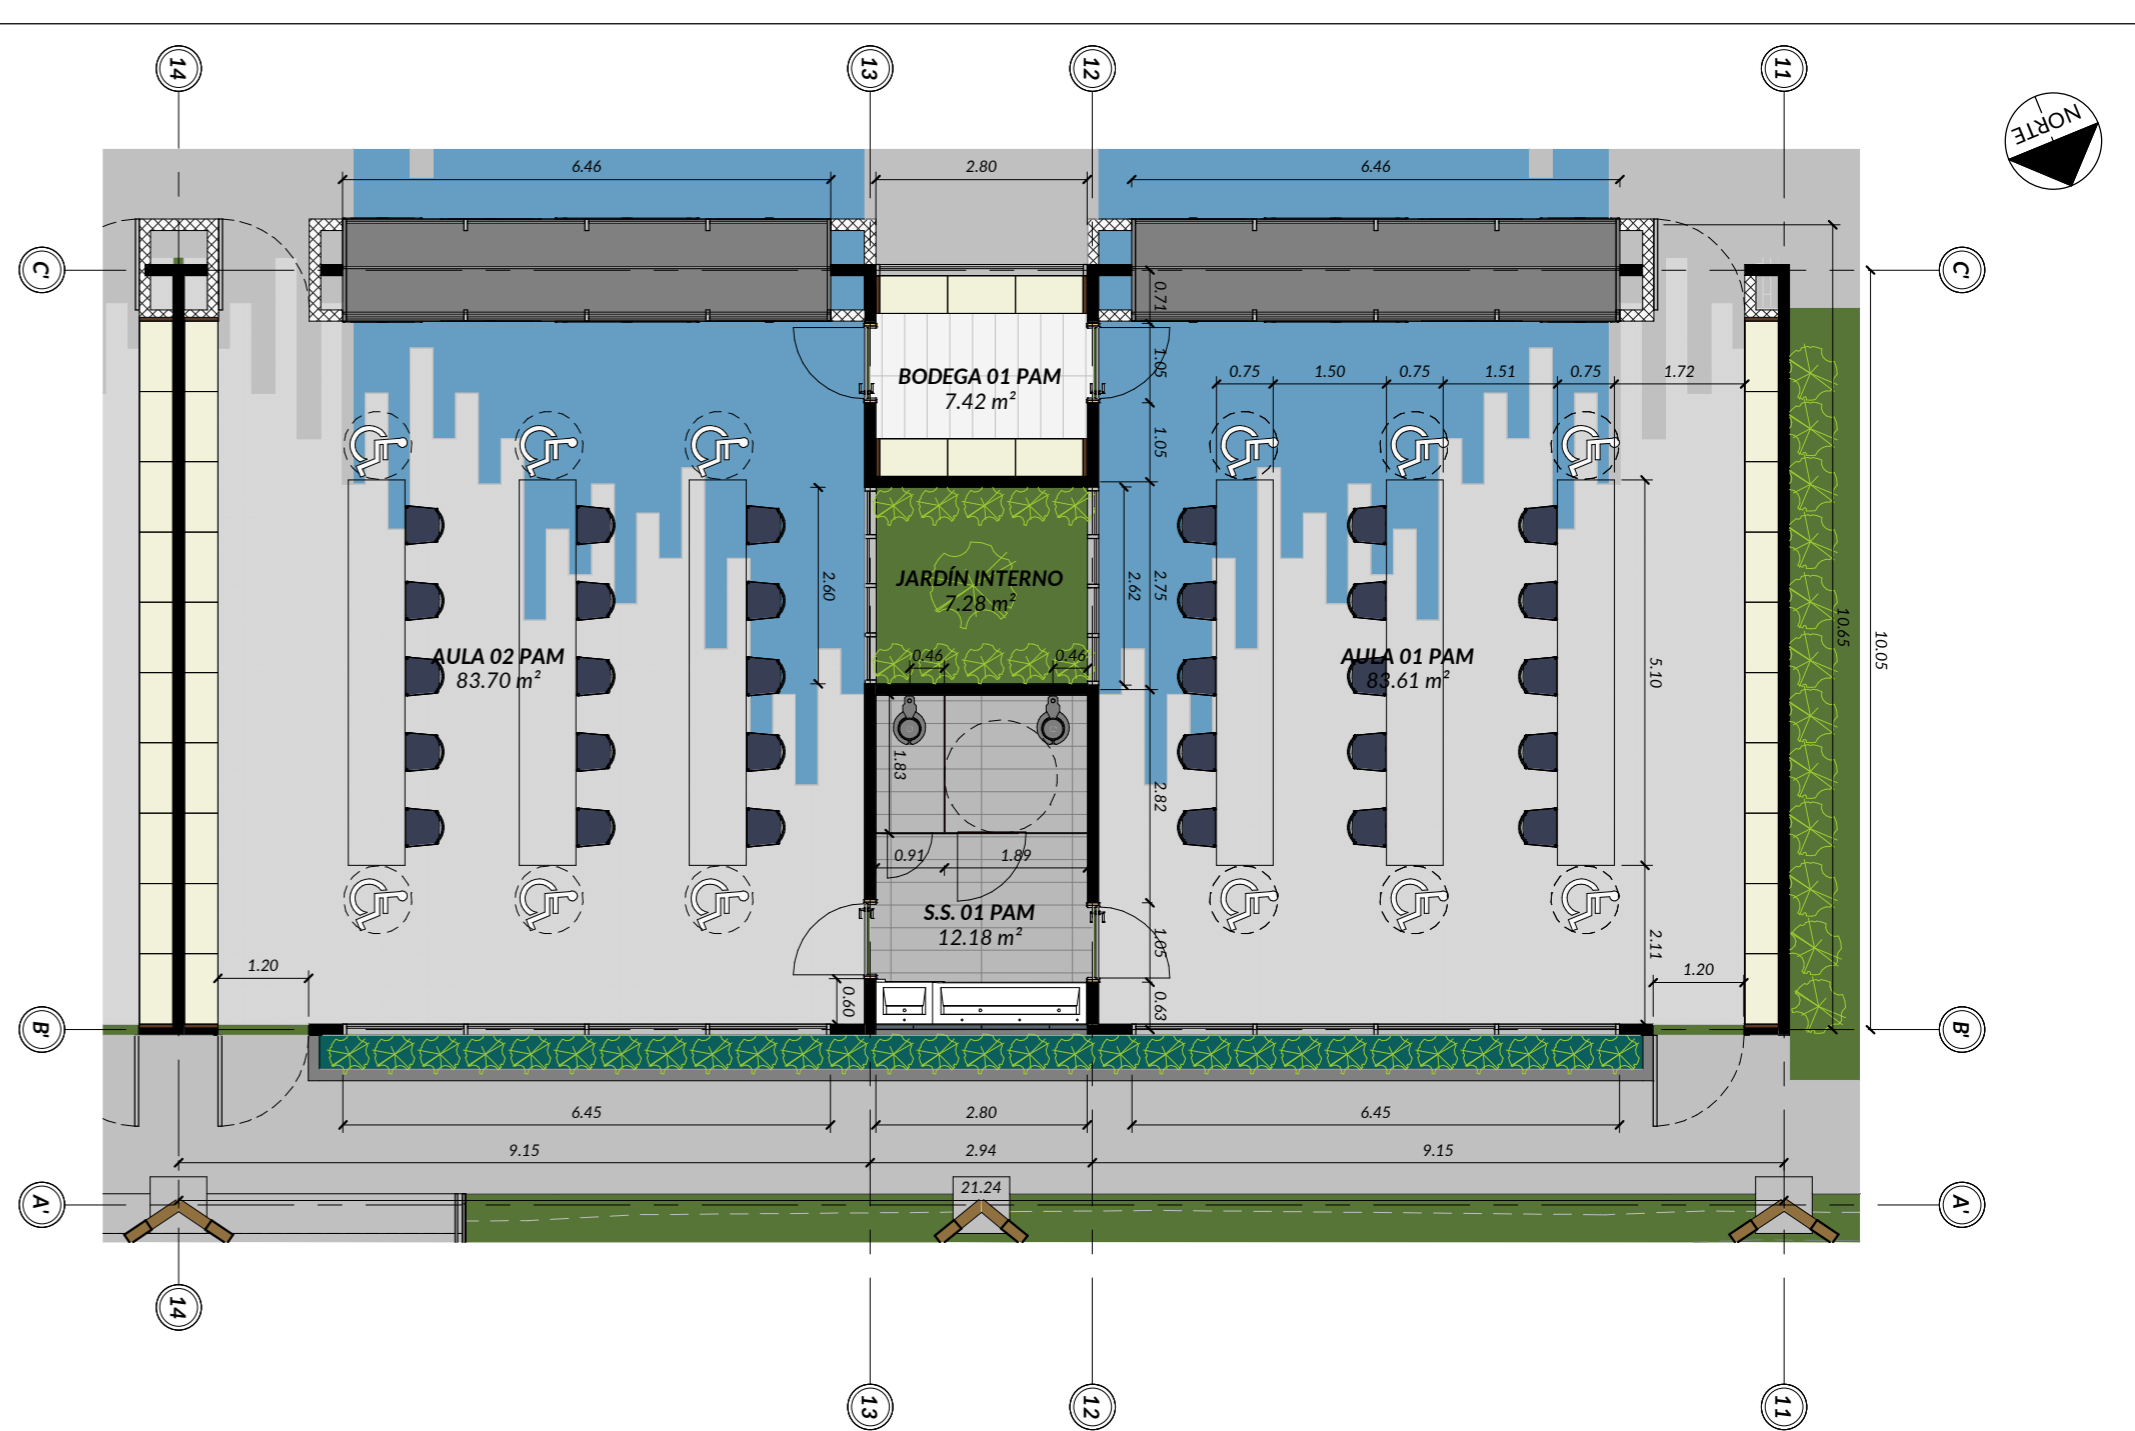 14
13
12
11
NORTE
6.46
2.80
6.46
C'
C'
0.71
1.05
BODEGA 01 PAM
7.42 m²
0.75
1.50
0.75
1.51
0.75
1.72
1.05
2.60
JARDÍN INTERNO
7.28 m²
2.62
2.75
10.65
10.05
AULA 02 PAM
83.70 m²
0.46
0.46
AULA 01 PAM
83.61 m²
5.10
1.83
2.82
0.91
1.89
S.S. 01 PAM
12.18 m²
1.05
2.11
1.20
1.20
0.60
0.63
B'
B'
6.45
2.80
6.45
9.15
2.94
9.15
21.24
A'
A'
14
13
12
11